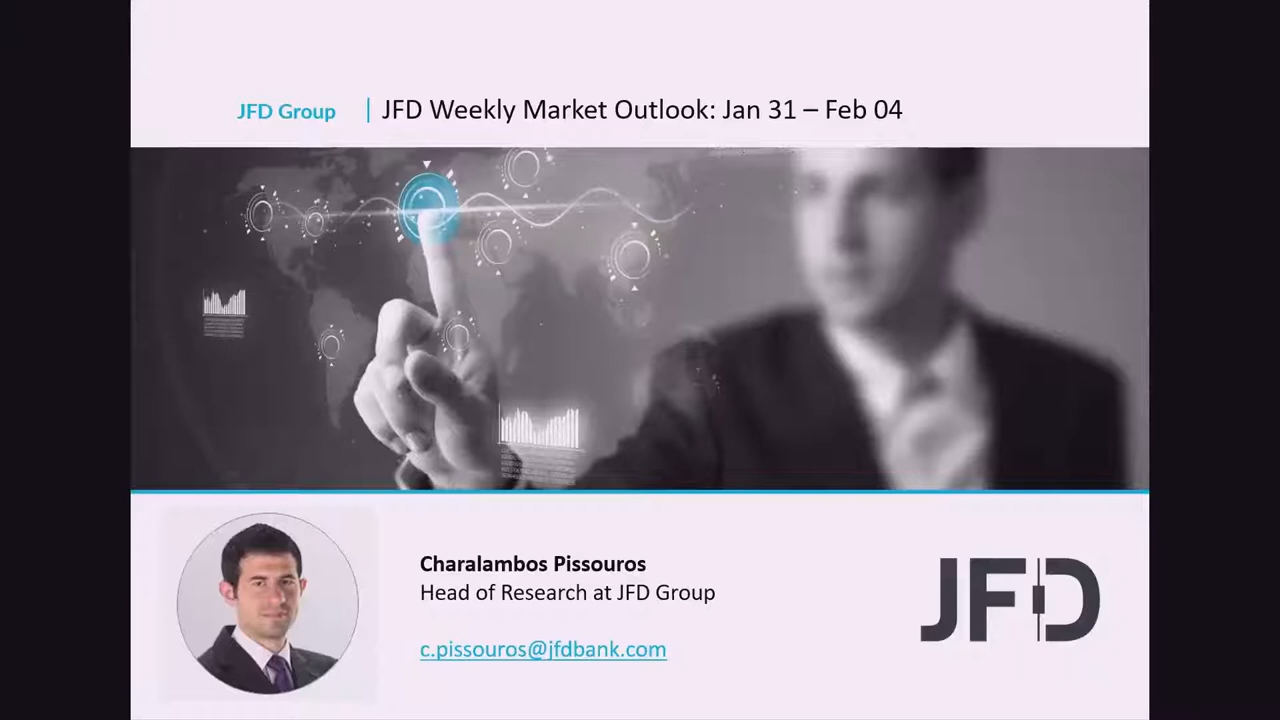 JFD Group
JFD Weekly Market Outlook: Jan 31 – Feb 04
Charalambos Pissouros
Head of Research at JFD Group
c.pissouros@jfdbank.com
JFD